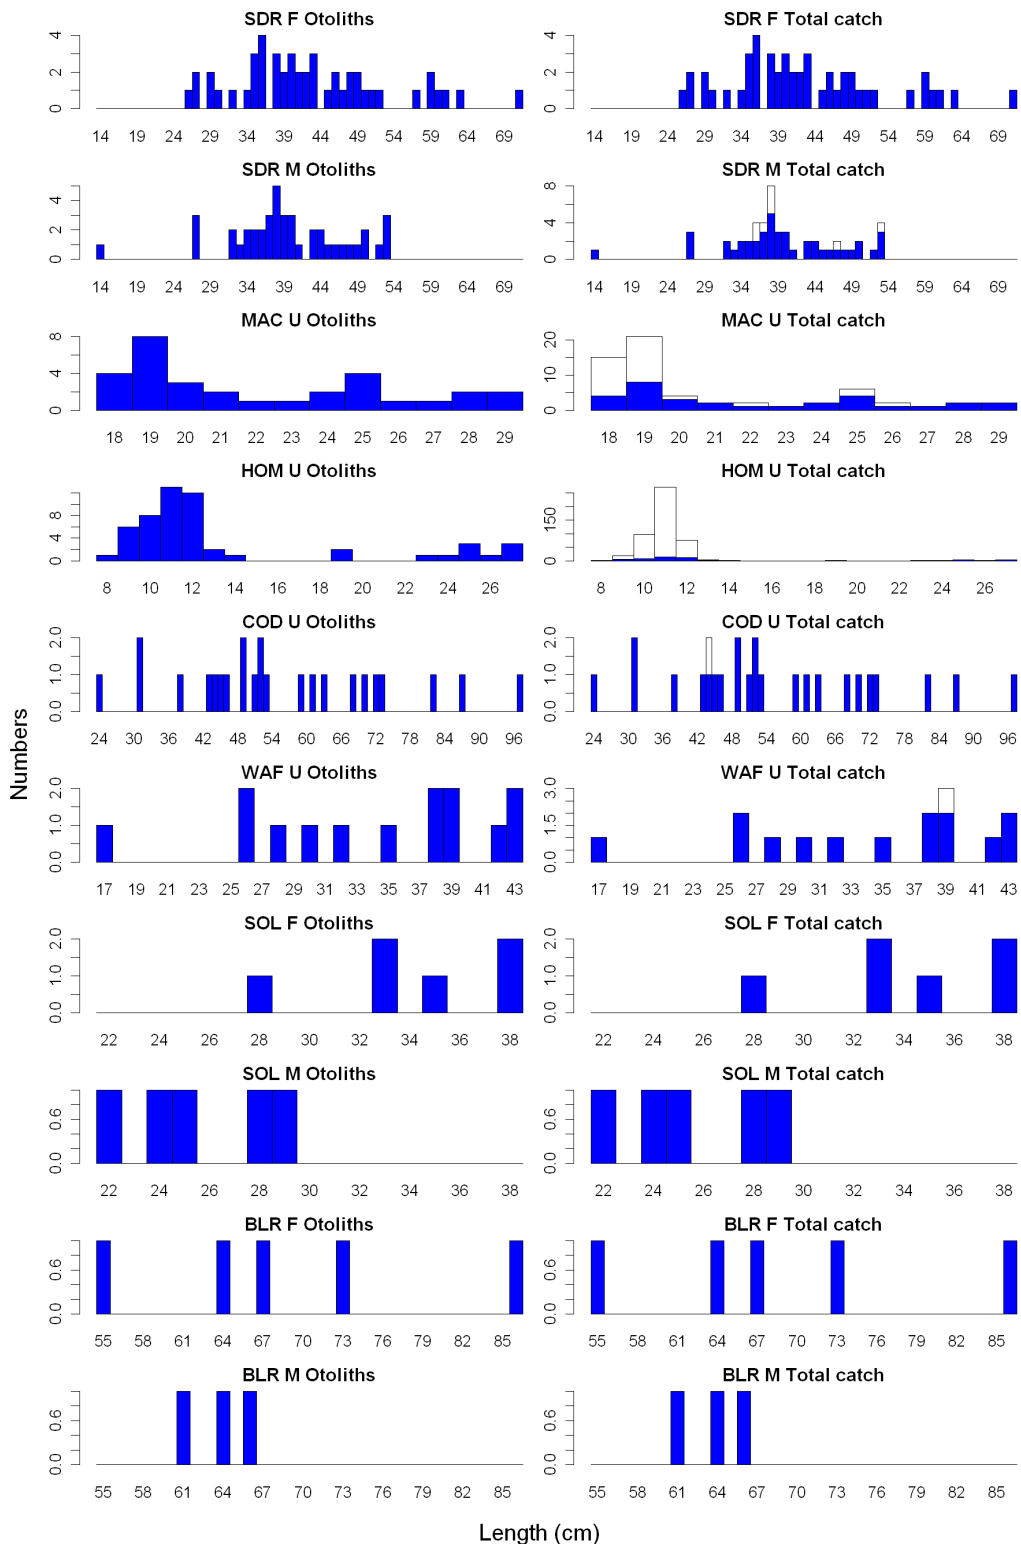 SDR F Otoliths SDR F Total catch
0 2 4 0 2 4
14 19 24 29 34 39 44 49 54 59 64 69 14 19 24 29 34 39 44 49 54 59 64 69
SDR M Otoliths SDR M Total catch
0 2 4 0 4 8
14 19 24 29 34 39 44 49 54 59 64 69 14 19 24 29 34 39 44 49 54 59 64 69
MAC U Otoliths MAC U Total catch
0 4 8 0 10 20
18 19 20 21 22 23 24 25 26 27 28 29 18 19 20 21 22 23 24 25 26 27 28 29
HOM U Otoliths HOM U Total catch
0 4 8 0 150
8 10 12 14 16 18 20 22 24 26 8 10 12 14 16 18 20 22 24 26
COD U Otoliths COD U Total catch
0.0 1.0 2.0 0.0 1.0 2.0
24 30 36 42 48 54 60 66 72 78 84 90 96 24 30 36 42 48 54 60 66 72 78 84 90 96
Numbers
WAF U Otoliths WAF U Total catch
0.0 1.0 2.0 0.0 1.5 3.0
17 19 21 23 25 27 29 31 33 35 37 39 41 43 17 19 21 23 25 27 29 31 33 35 37 39 41 43
SOL F Otoliths SOL F Total catch
0.0 1.0 2.0 0.0 1.0 2.0
22 24 26 28 30 32 34 36 38 22 24 26 28 30 32 34 36 38
SOL M Otoliths SOL M Total catch
0.0 0.6 0.0 0.6
22 24 26 28 30 32 34 36 38 22 24 26 28 30 32 34 36 38
BLR F Otoliths BLR F Total catch
0.0 0.6 0.0 0.6
55 58 61 64 67 70 73 76 79 82 85 55 58 61 64 67 70 73 76 79 82 85
BLR M Otoliths BLR M Total catch
0.0 0.6 0.0 0.6
55 58 61 64 67 70 73 76 79 82 85 55 58 61 64 67 70 73 76 79 82 85
Length (cm)